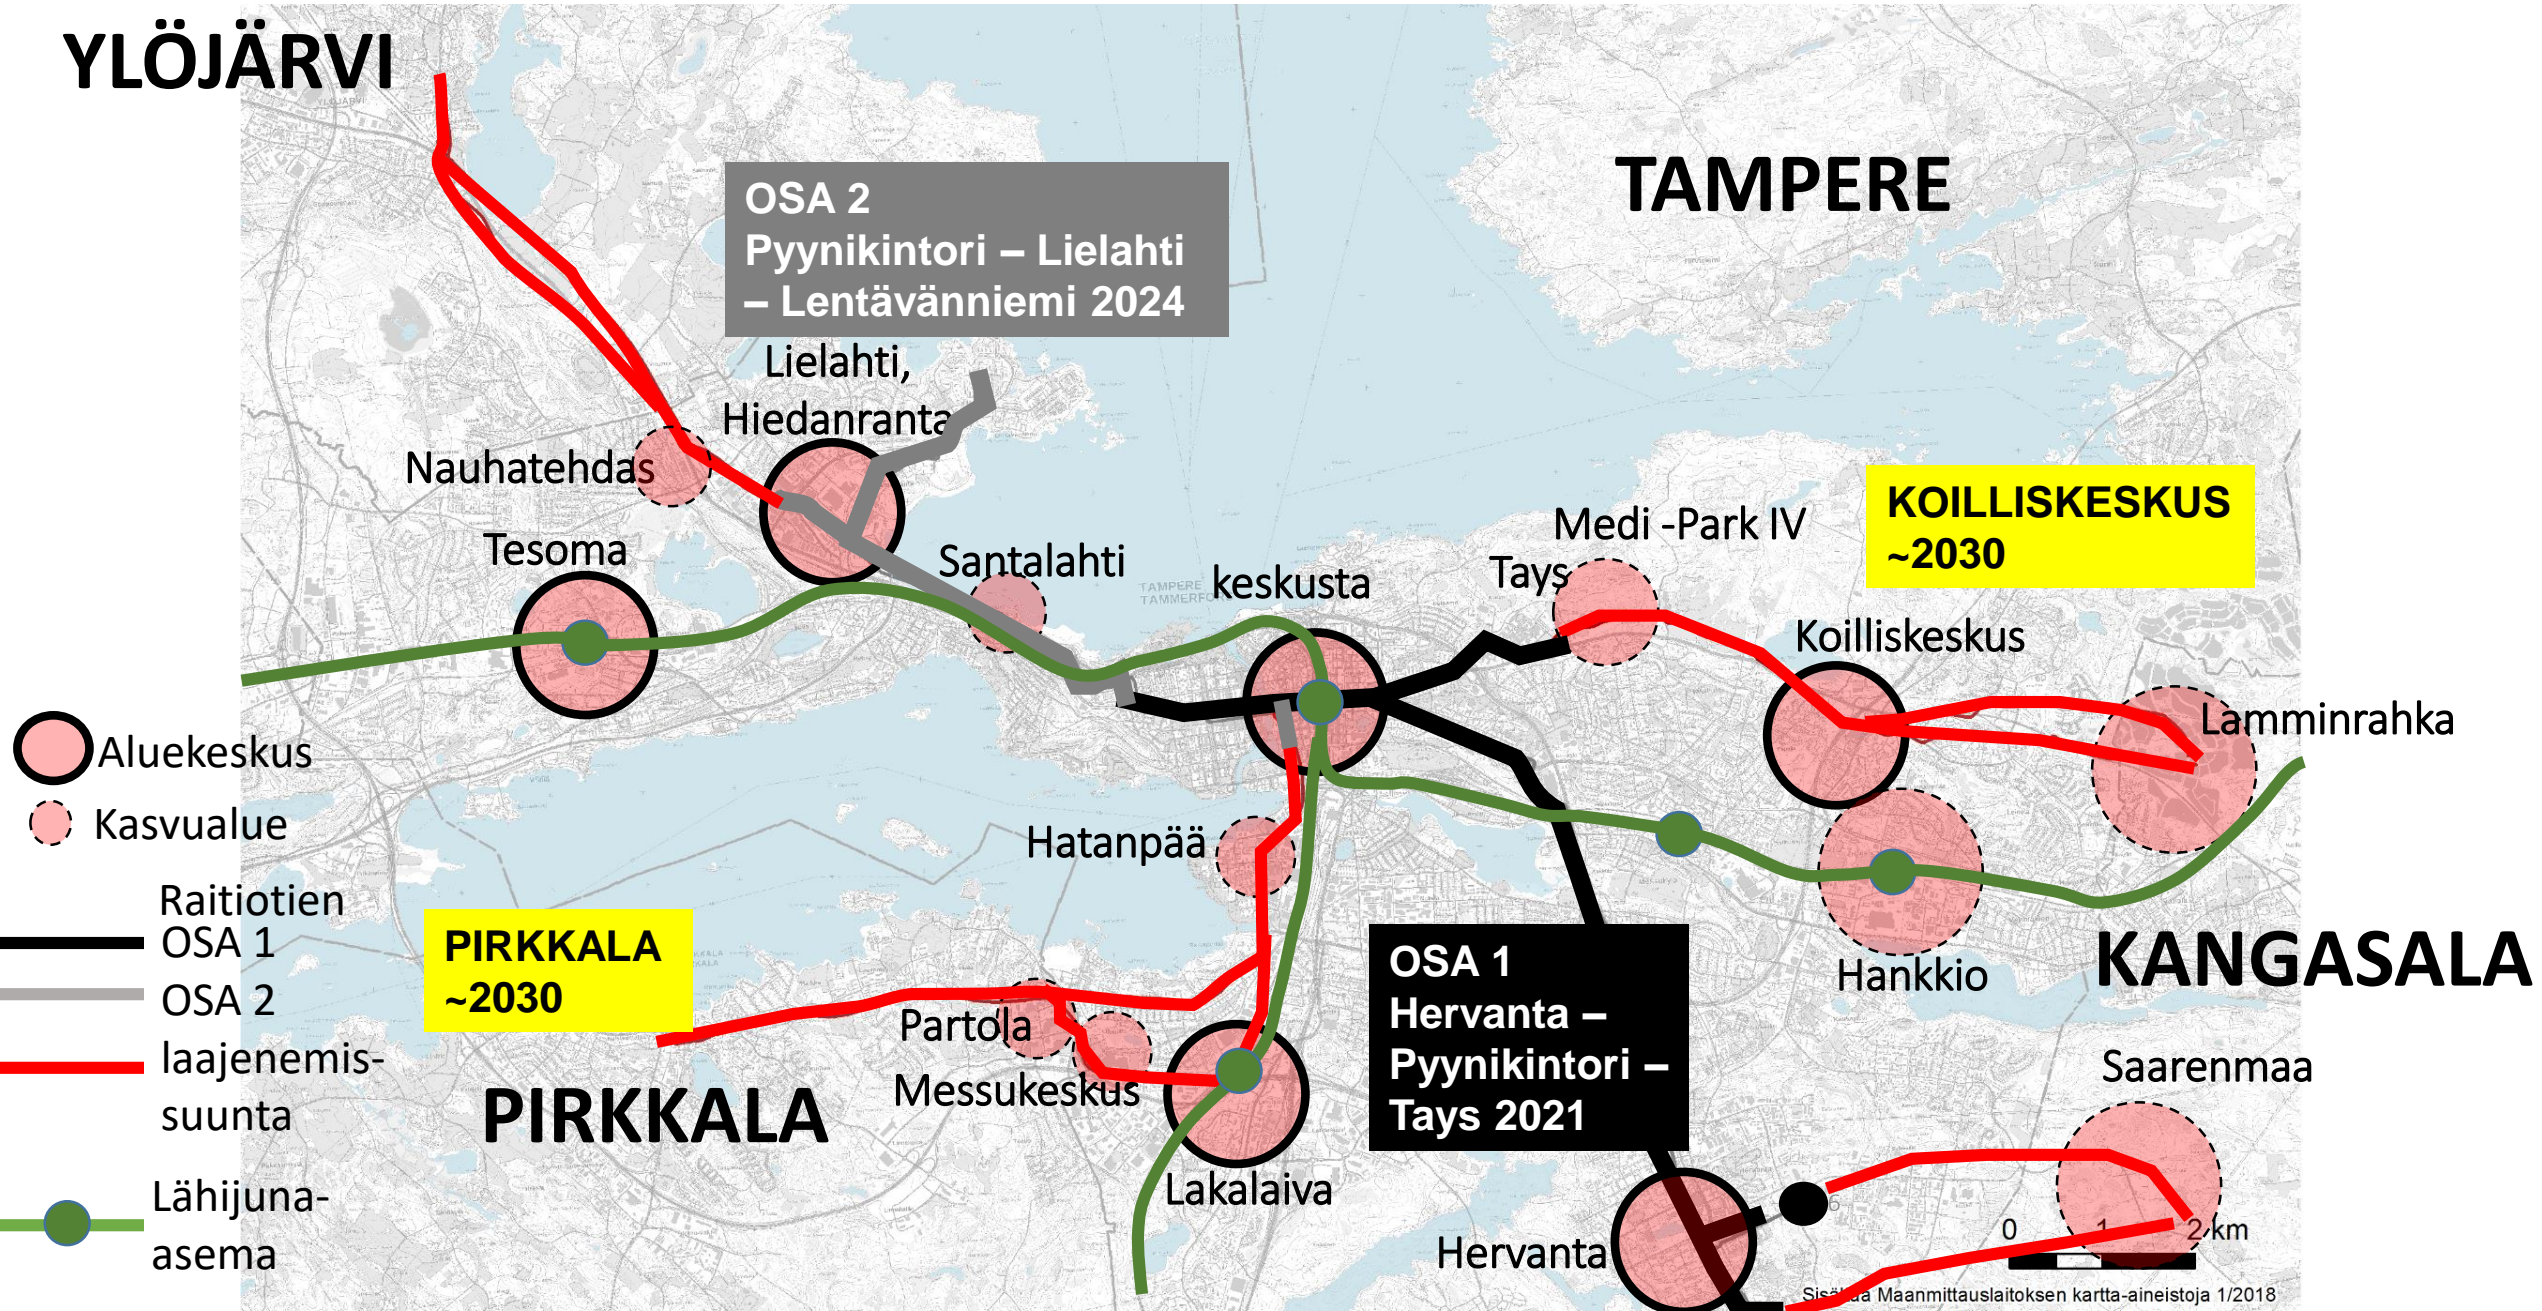 YLÖJÄRVI
TAMPERE
OSA 2
Pyynikintori – Lielahti
– Lentävänniemi 2024
Lielahti,
Hiedanranta
Nauhatehdas
Tesoma
Santalahti
keskusta
TAMPERE
Medi -Park IV
Tays
KOILLISKESKUS
~2030
Koilliskeskus
Lamminrahka
Aluekeskus
Kasvualue
Raitiotien
OSA 1
OSA 2
laajenemis-
suunta
Lähijuna-
asema
Hatanpää
PIRKKALA
~2030
Partola
Messukeskus
PIRKKALA
Lakalaiva
OSA 1
Hervanta –
Pyynikintori –
Tays 2021
Hankkio
KANGASALA
Saarenmaa
Hervanta
0 1 2 km
Maanmittauslaitoksen kartta-aineistoja 1/2018